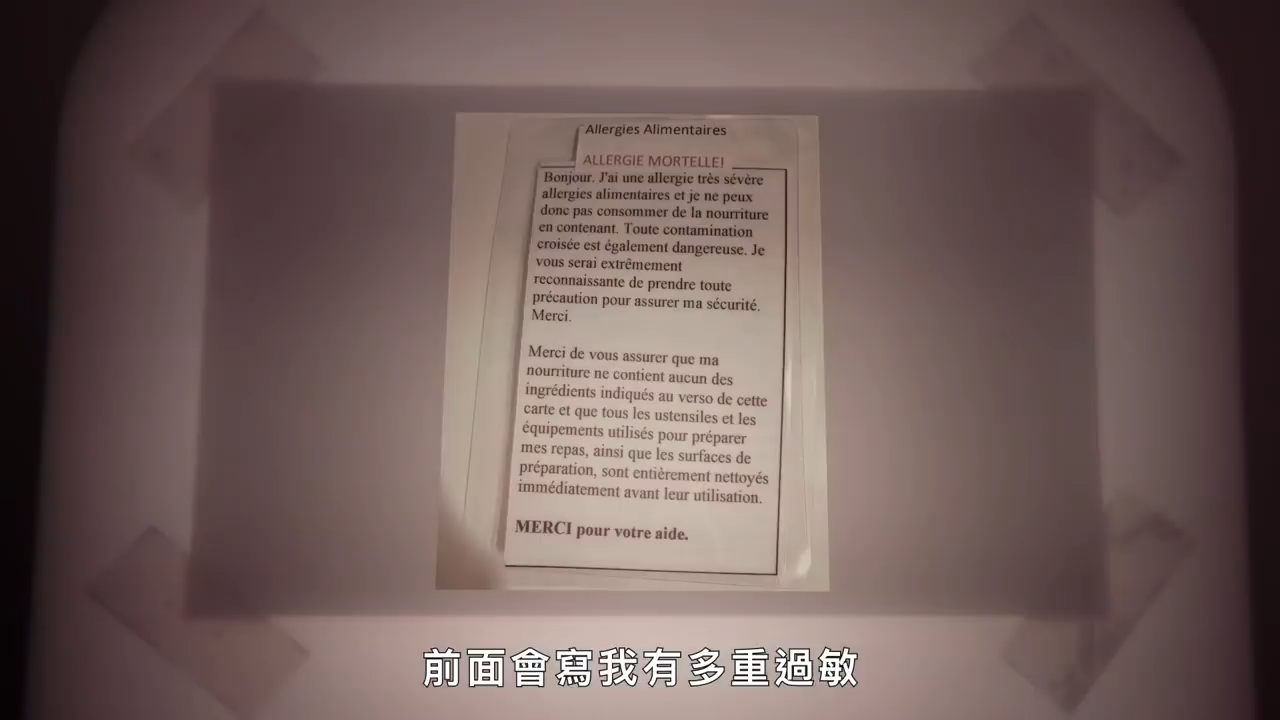 Allergies Alimentaires
ALLERGIE MORTELLE!
Bonjour. J'ai une allergie très sévère
allergies alimentaires et je ne peux
donc pas consommer de la nourriture
en contenant. Toute contamination
croisée est également dangereuse. Je
vous serai extrêmement
reconnaissante de prendre toute
précaution pour assurer ma sécurité.
Merci.
Merci de vous assurer que ma
nourriture ne contient aucun des
ingrédients indiqués au verso de cette
carte et que tous les ustensiles et les
équipements utilisés pour préparer
mes repas, ainsi que les surfaces de
préparation, sont entièrement nettoyés
immédiatement avant leur utilisation.
MERCI pour votre aide.
前面會寫我有多重過敏